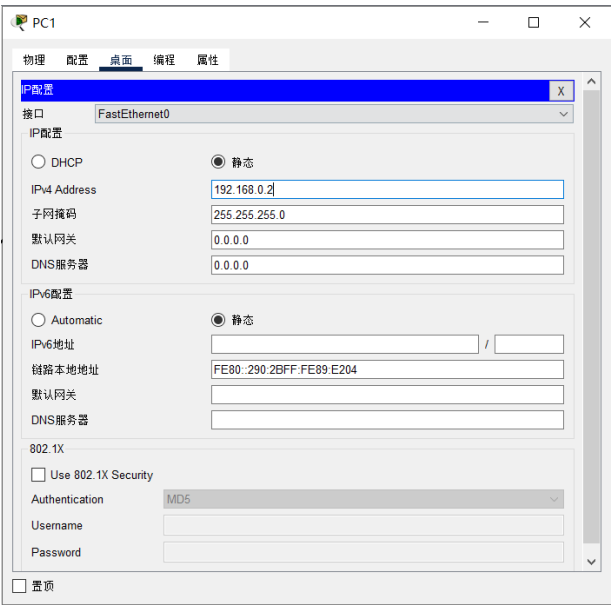 PC1
物理 配置 桌面 编程 属性
IP配置 X
接口 FastEthernet0
IP配置
DHCP 静态
IPv4 Address 192.168.0.2
子网掩码 255.255.255.0
默认网关 0.0.0.0
DNS服务器 0.0.0.0
IPv6配置
Automatic 静态
IPv6地址 /
链路本地地址 FE80::290:2BFF:FE89:E204
默认网关
DNS服务器
802.1X
Use 802.1X Security
Authentication MD5
Username
Password
置顶